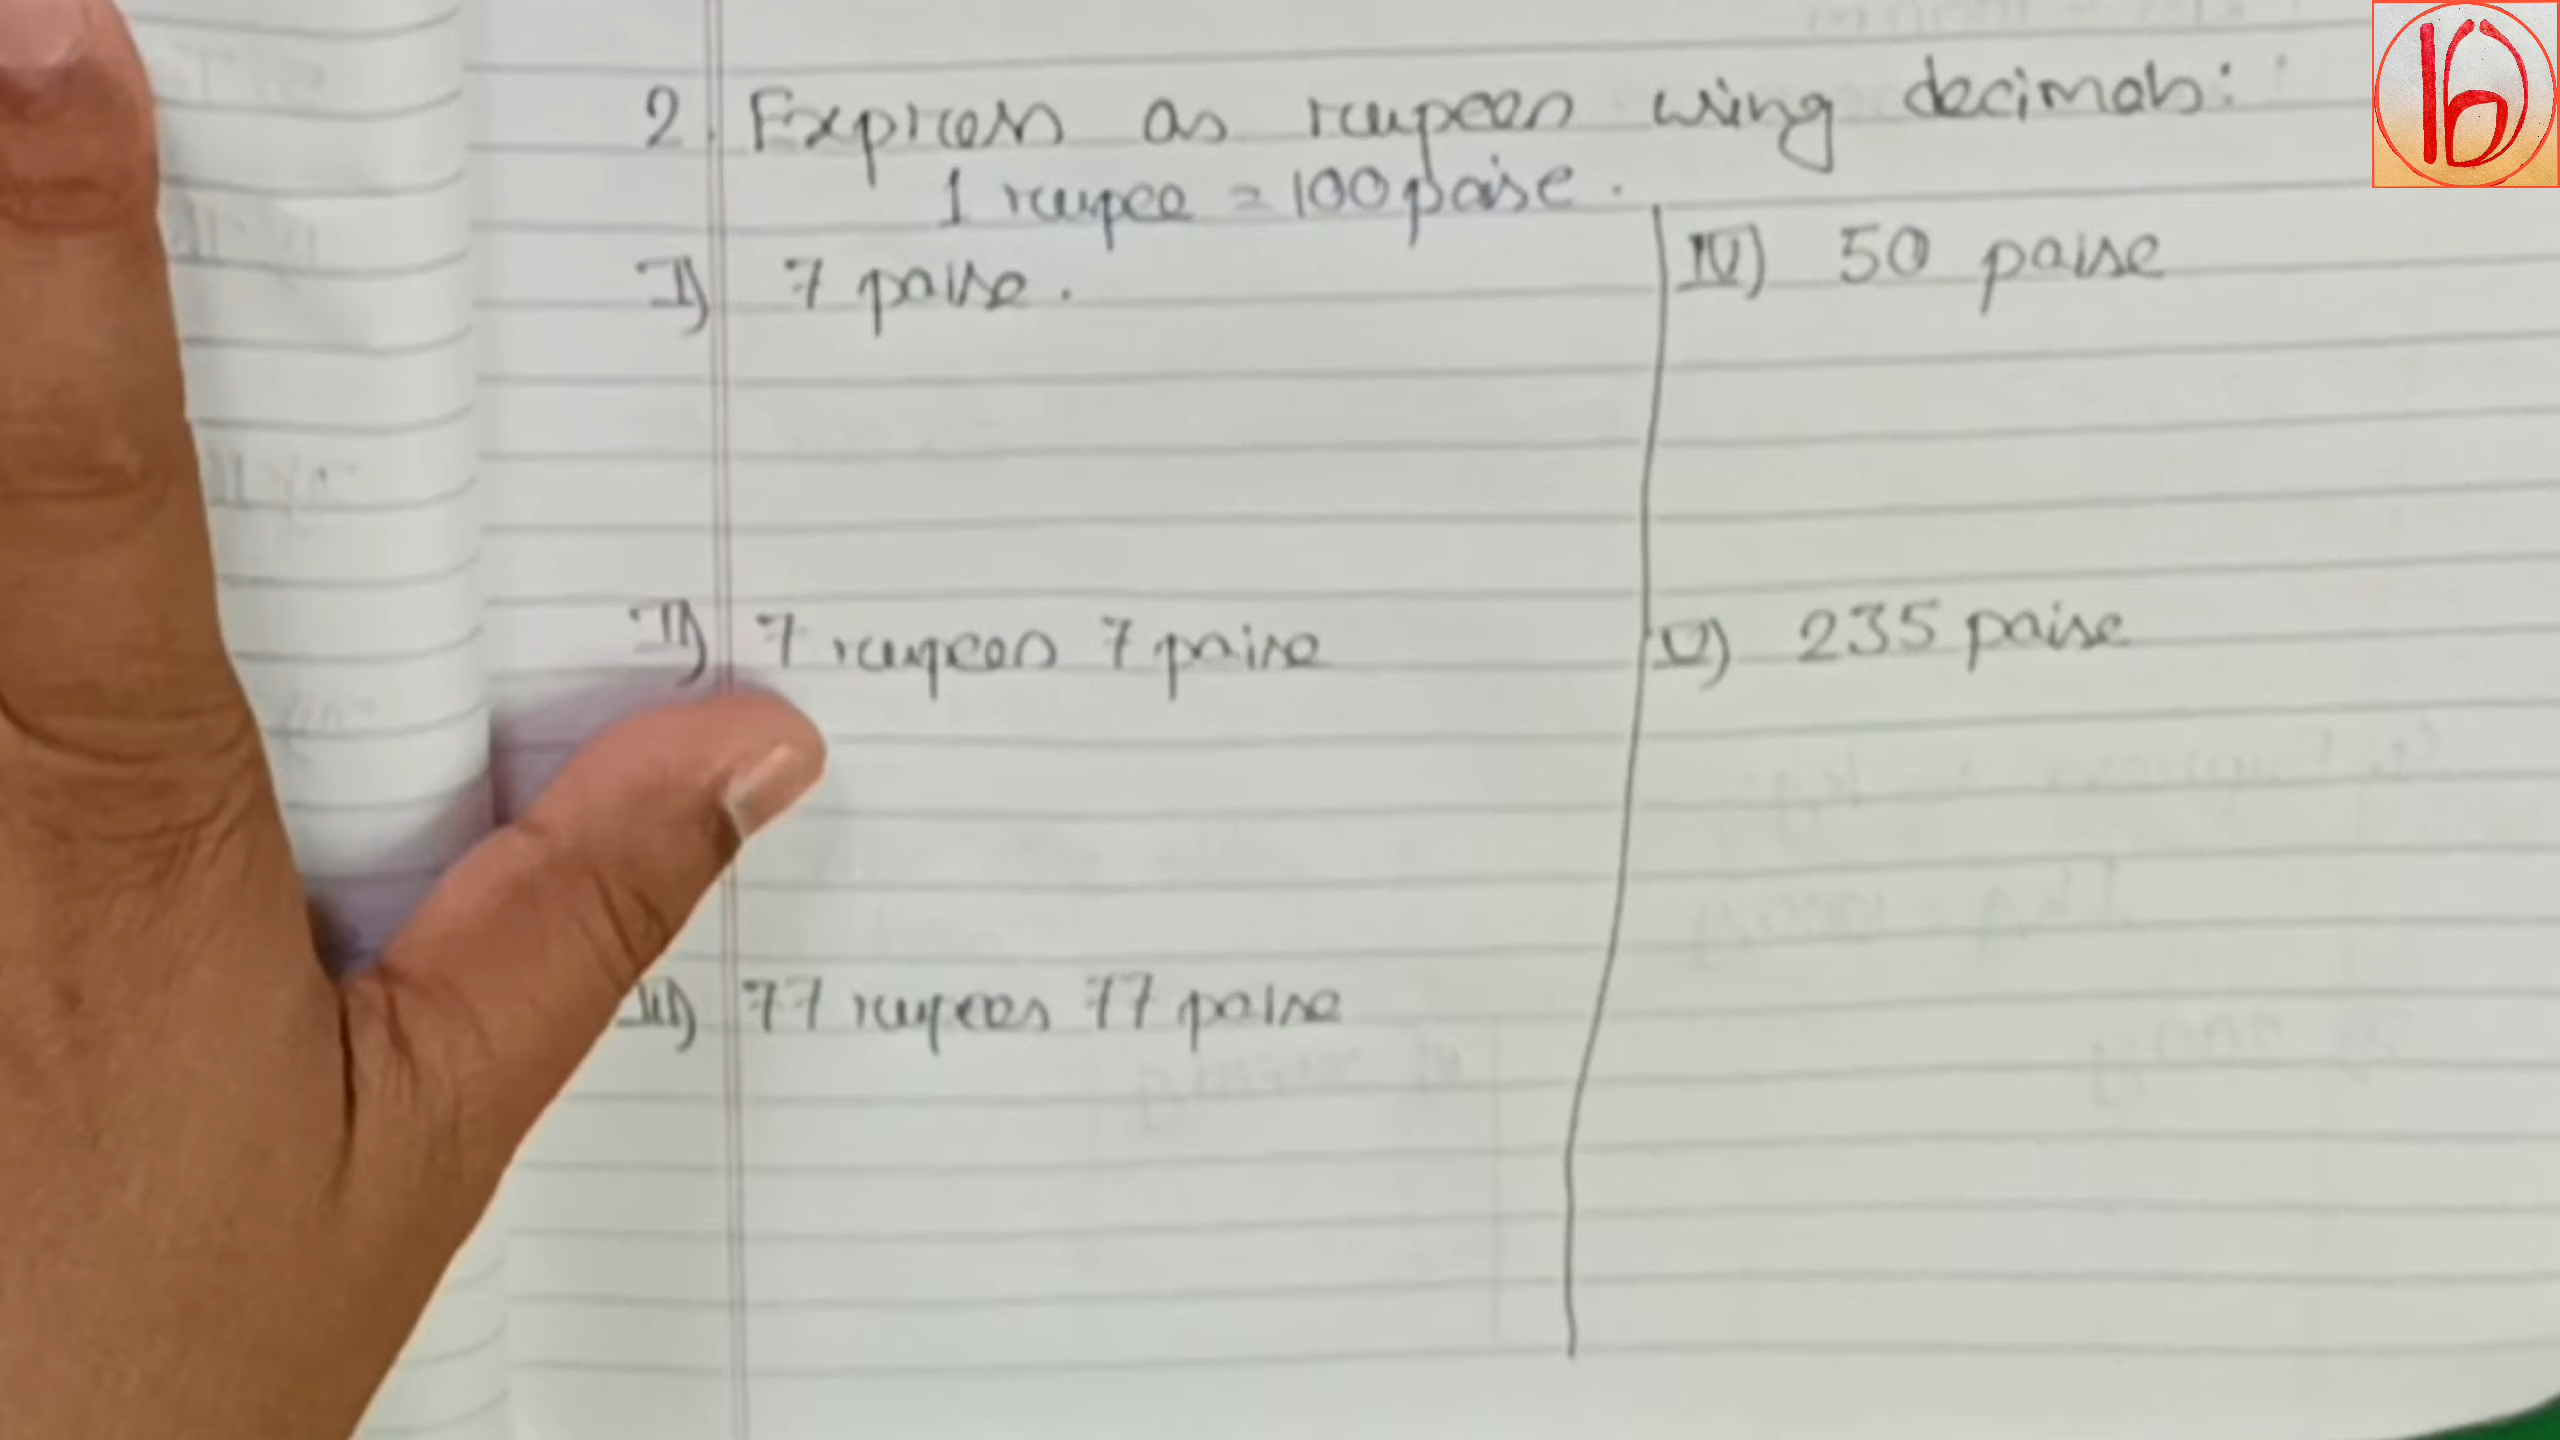 2. Express as rupees using decimals:
1 rupee = 100 paise.
I) 7 paise.
II) 7 rupees 7 paise
III) 77 rupees 77 paise
IV) 50 paise
V) 235 paise